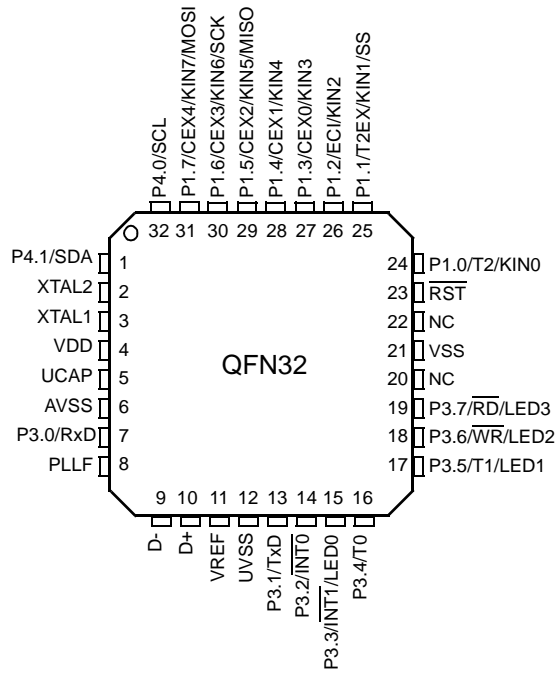 P4.0/SCL
P1.7/CEX4/KIN7/MOSI
P1.6/CEX3/KIN6/SCK
P1.5/CEX2/KIN5/MISO
P1.4/CEX1/KIN4
P1.3/CEX0/KIN3
P1.2/ECI/KIN2
P1.1/T2EX/KIN1/SS
32 31 30 29 28 27 26 25
P4.1/SDA 1
XTAL2 2
XTAL1 3
VDD 4
UCAP 5
AVSS 6
P3.0/RxD 7
PLLF 8
QFN32
24 P1.0/T2/KIN0
23 R̅S̅T̅
22 NC
21 VSS
20 NC
19 P3.7/R̅D̅/LED3
18 P3.6/W̅R̅/LED2
17 P3.5/T1/LED1
9 10 11 12 13 14 15 16
D-
D+
VREF
UVSS
P3.1/TxD
P3.2/I̅N̅T̅0̅
P3.3/I̅N̅T̅1̅/LED0
P3.4/T0